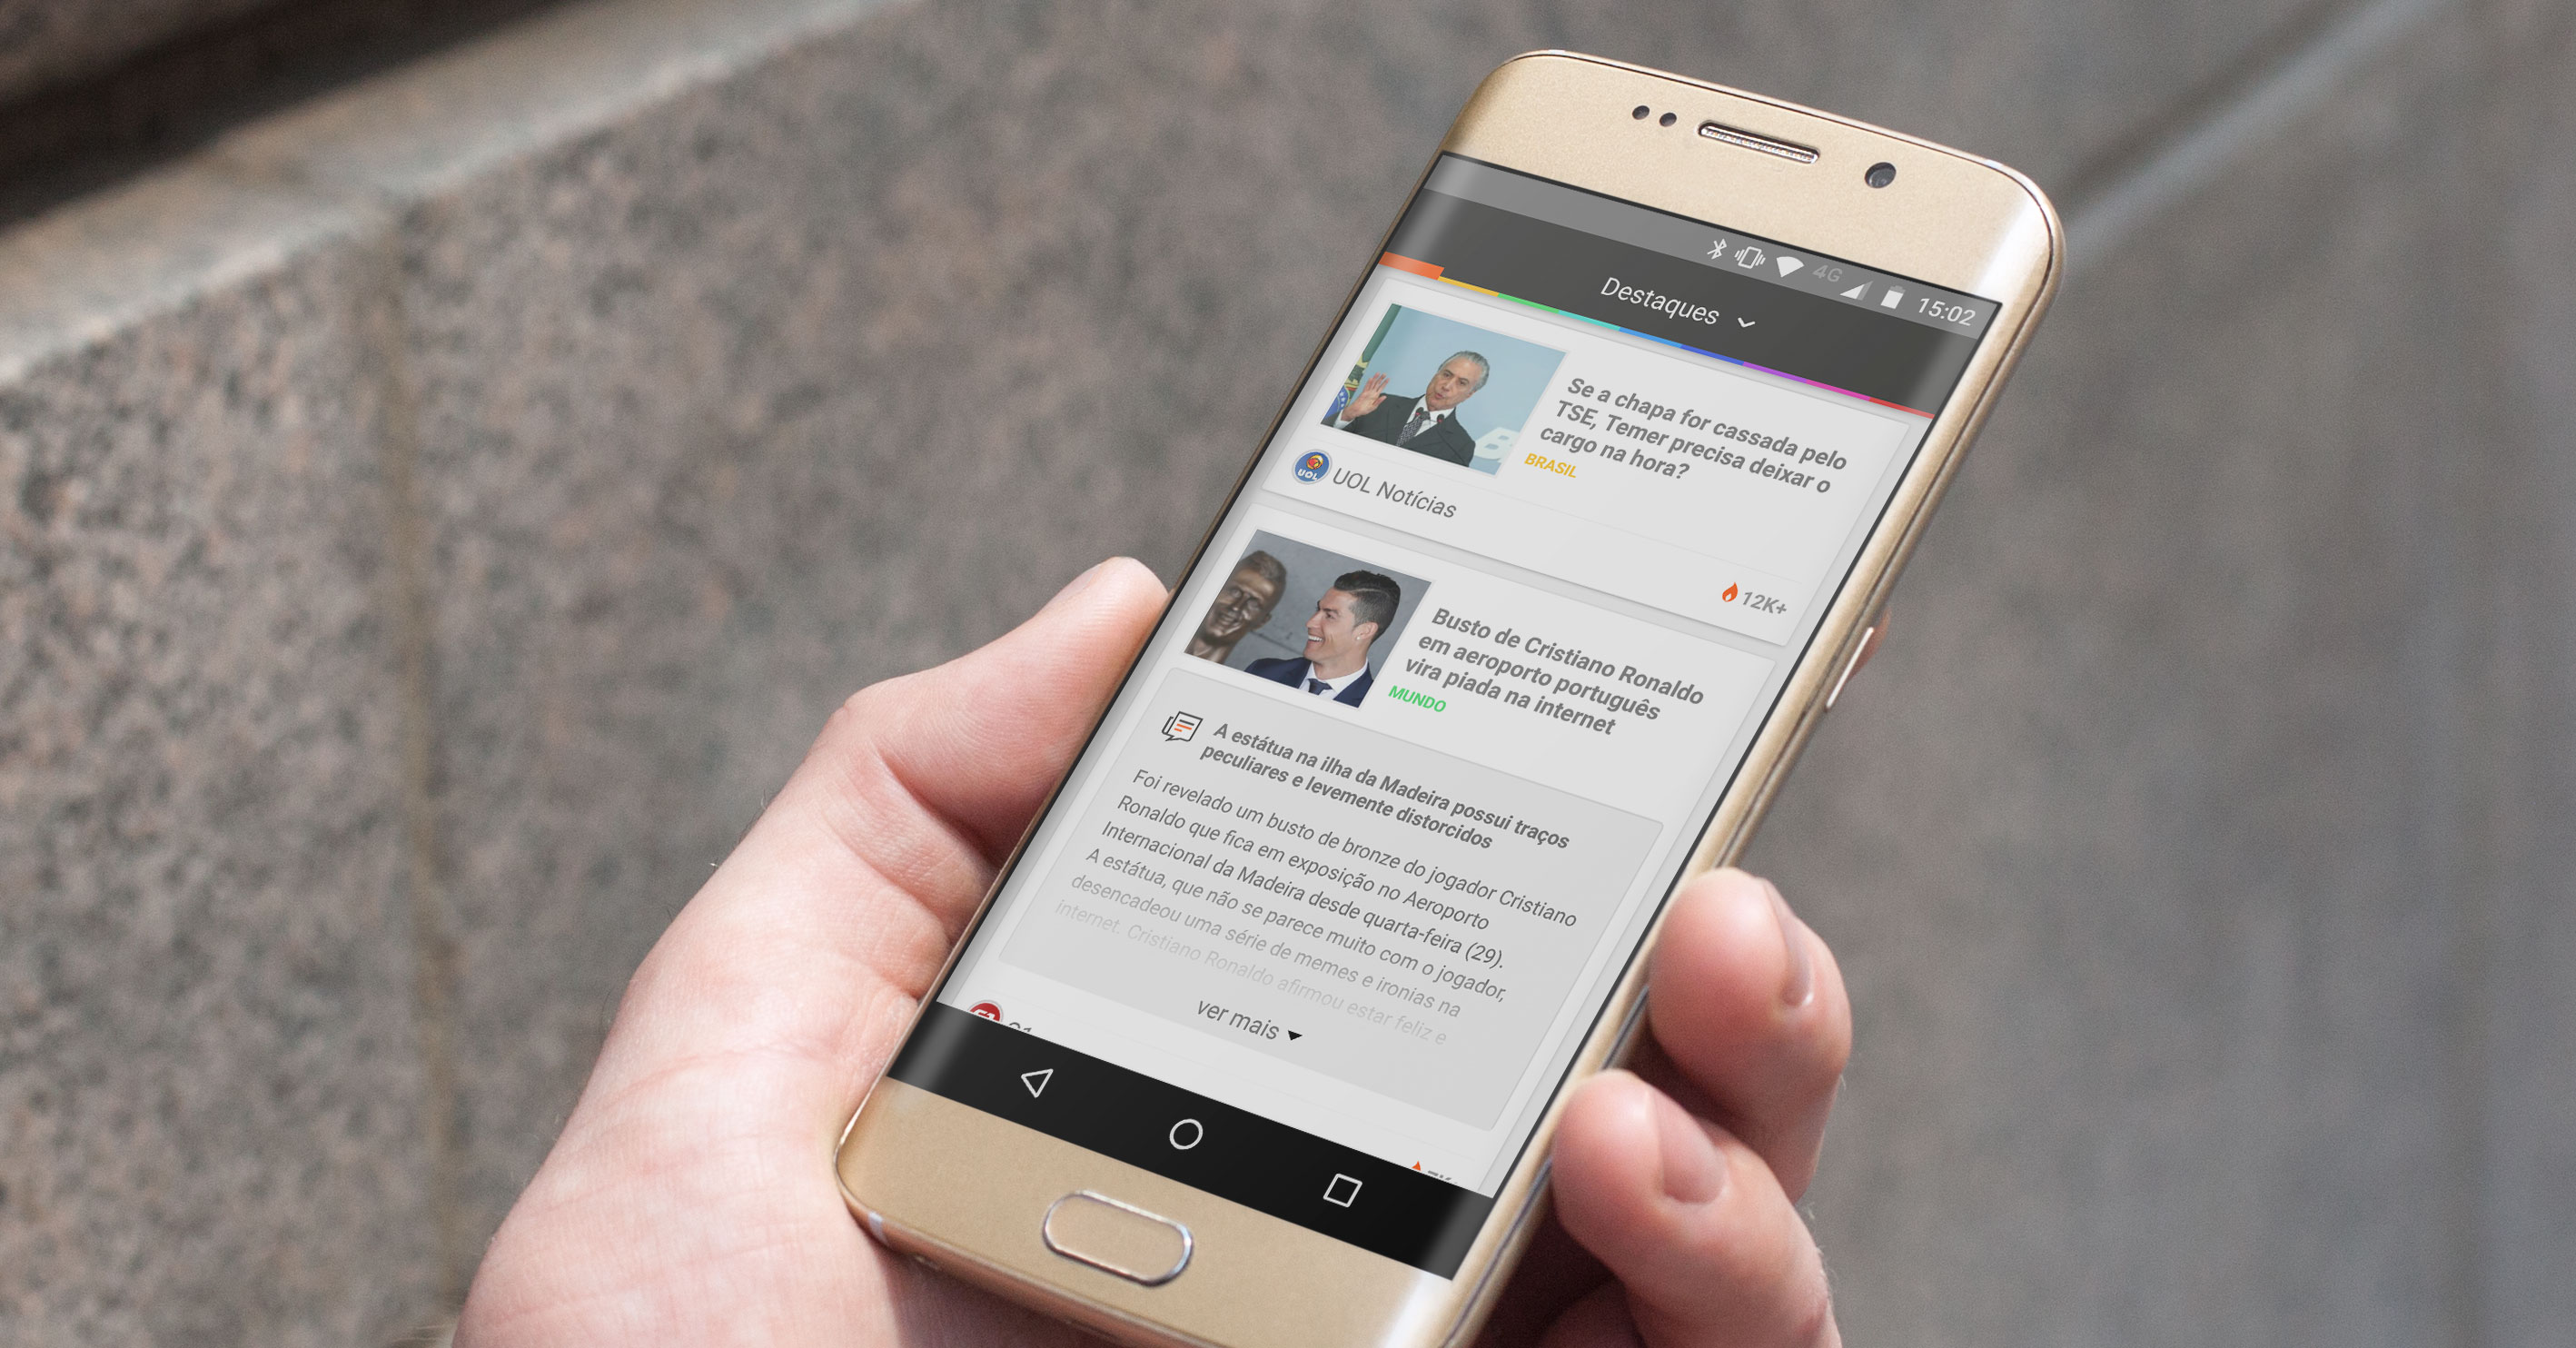 4G 15:02
Destaques
Se a chapa for cassada pelo
TSE, Temer precisa deixar o
cargo na hora?
BRASIL
UOL
UOL Notícias
12K+
Busto de Cristiano Ronaldo
em aeroporto português
vira piada na internet
MUNDO
A estátua na ilha da Madeira possui traços
peculiares e levemente distorcidos
Foi revelado um busto de bronze do jogador Cristiano
Ronaldo que fica em exposição no Aeroporto
Internacional da Madeira desde quarta-feira (29).
A estátua, que não se parece muito com o jogador,
desencadeou uma série de memes e ironias na
internet. Cristiano Ronaldo afirmou estar feliz e
ver mais